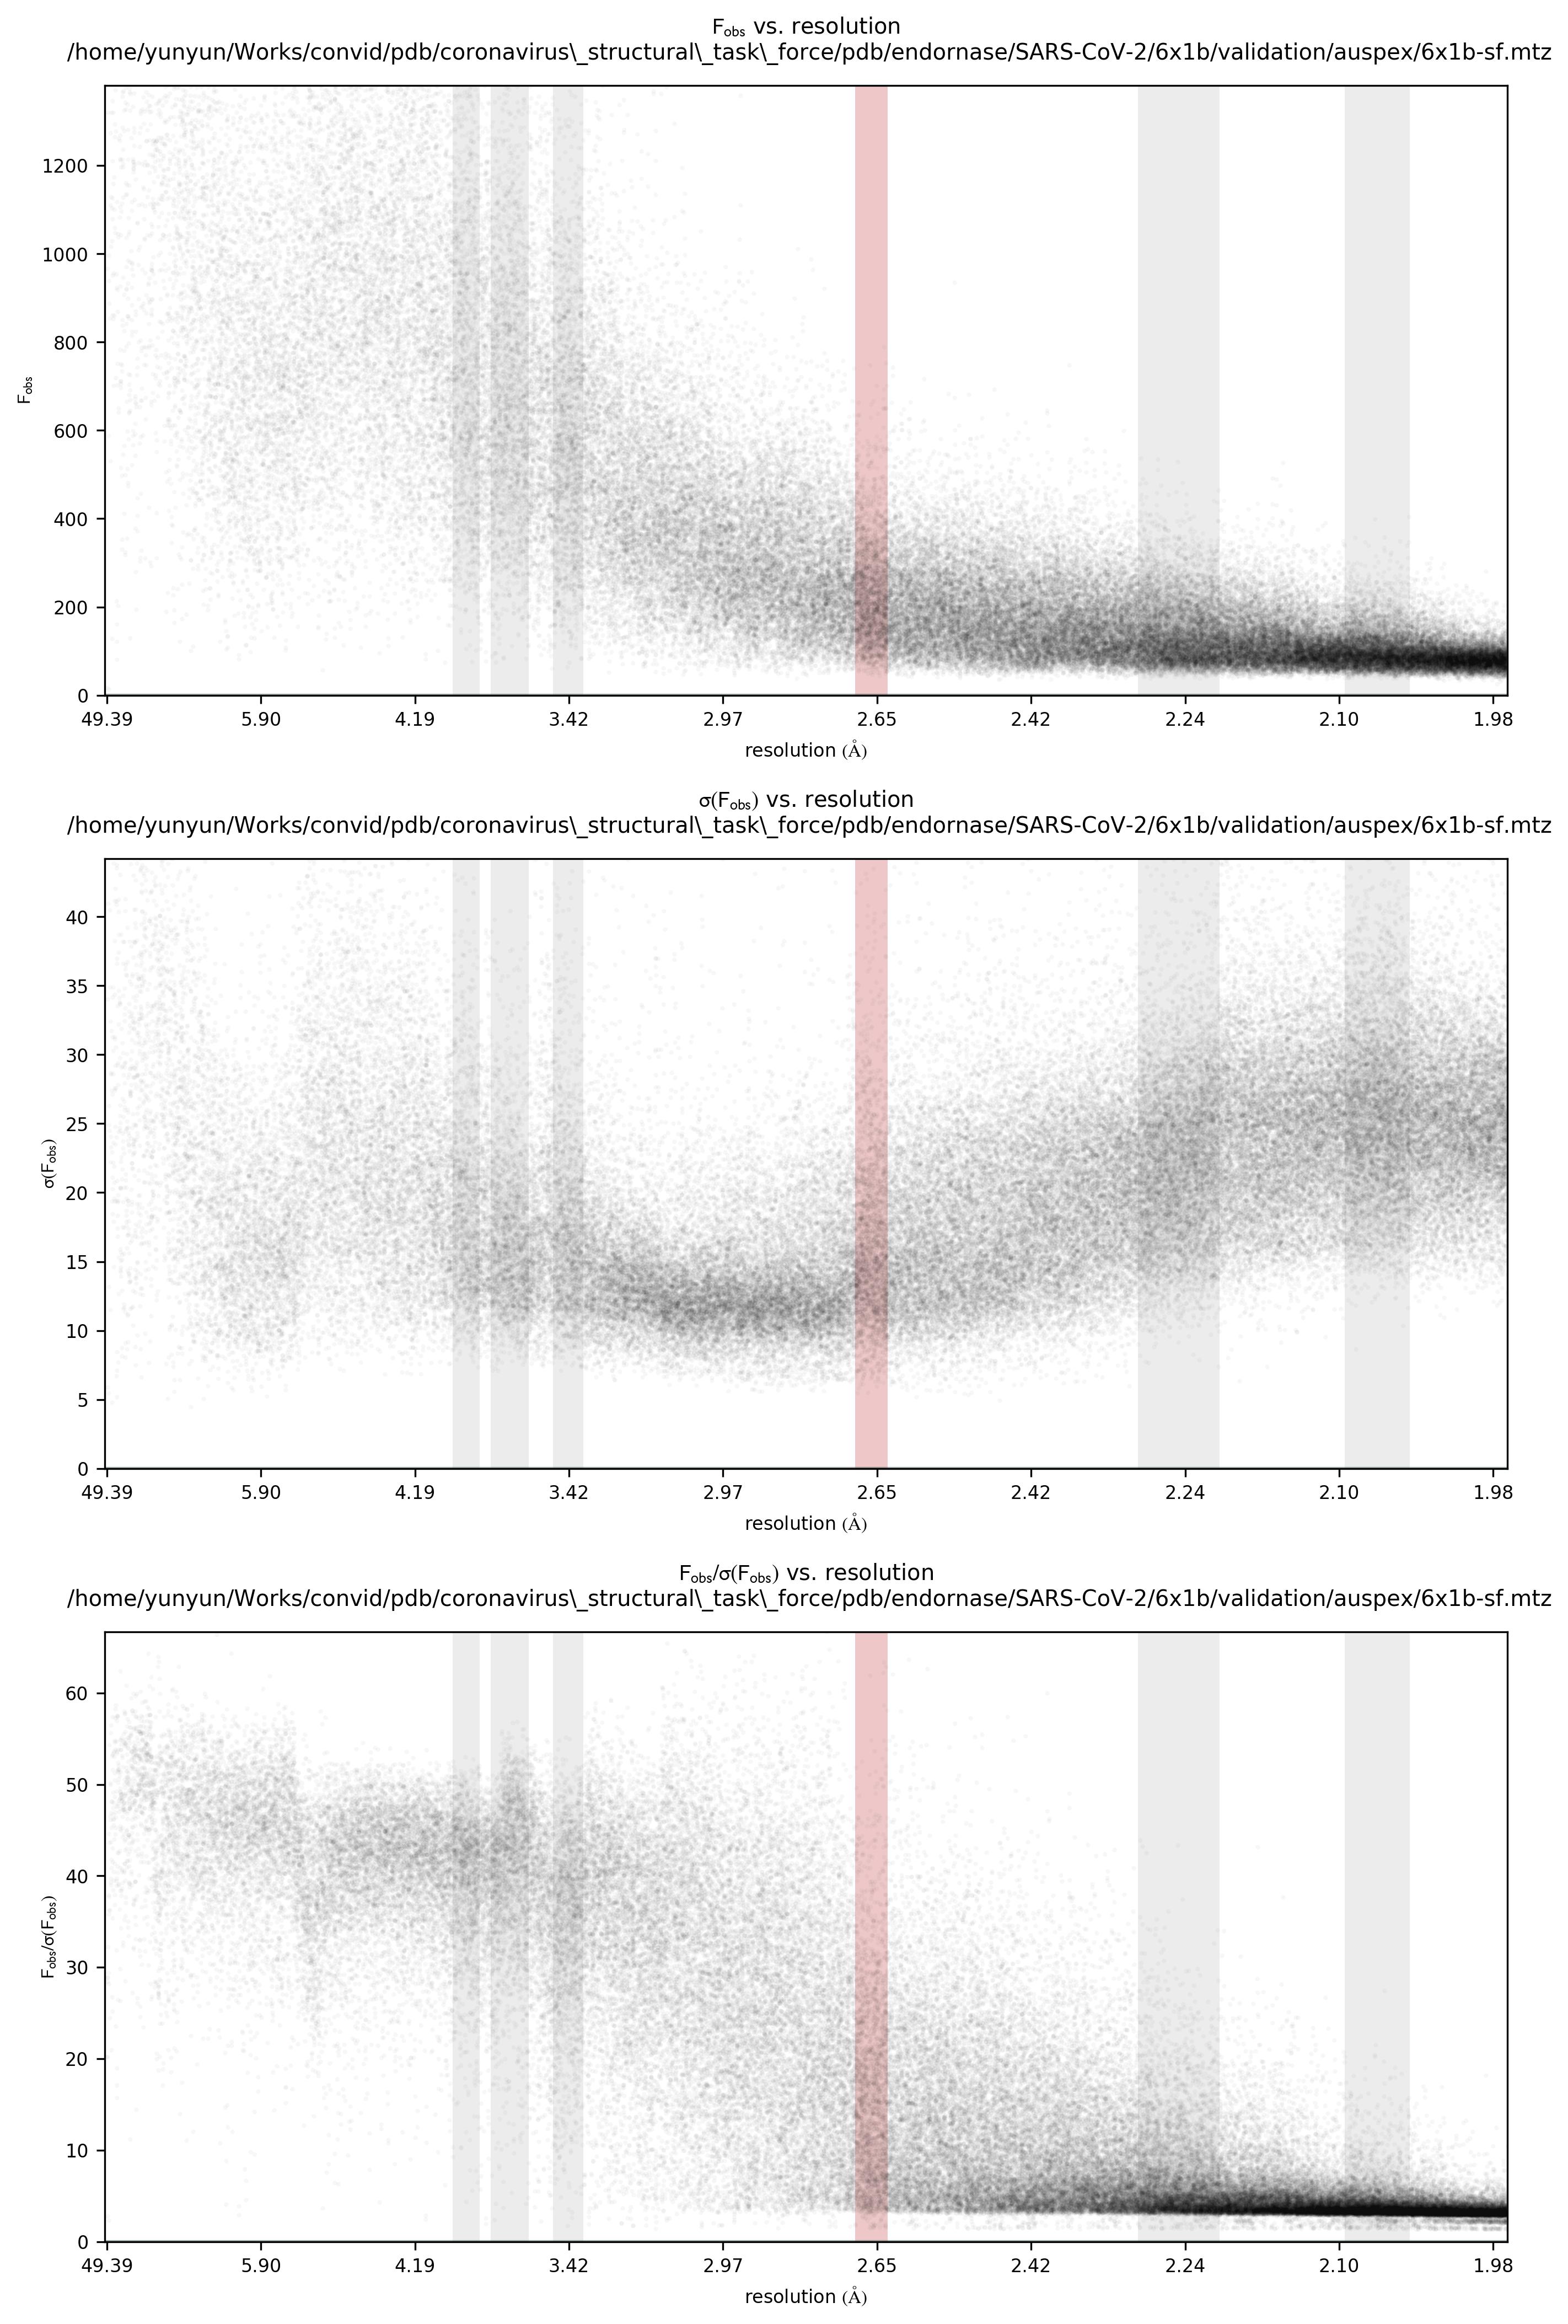 Fobs vs. resolution
/home/yunyun/Works/convid/pdb/coronavirus\_structural\_task\_force/pdb/endornase/SARS-CoV-2/6x1b/validation/auspex/6x1b-sf.mtz
1200
1000
800
600
400
200
0
Fobs
49.39 5.90 4.19 3.42 2.97 2.65 2.42 2.24 2.10 1.98
resolution (Å)
σ(Fobs) vs. resolution
/home/yunyun/Works/convid/pdb/coronavirus\_structural\_task\_force/pdb/endornase/SARS-CoV-2/6x1b/validation/auspex/6x1b-sf.mtz
40
35
30
25
20
15
10
5
0
σ(Fobs)
49.39 5.90 4.19 3.42 2.97 2.65 2.42 2.24 2.10 1.98
resolution (Å)
Fobs/σ(Fobs) vs. resolution
/home/yunyun/Works/convid/pdb/coronavirus\_structural\_task\_force/pdb/endornase/SARS-CoV-2/6x1b/validation/auspex/6x1b-sf.mtz
60
50
40
30
20
10
0
Fobs/σ(Fobs)
49.39 5.90 4.19 3.42 2.97 2.65 2.42 2.24 2.10 1.98
resolution (Å)